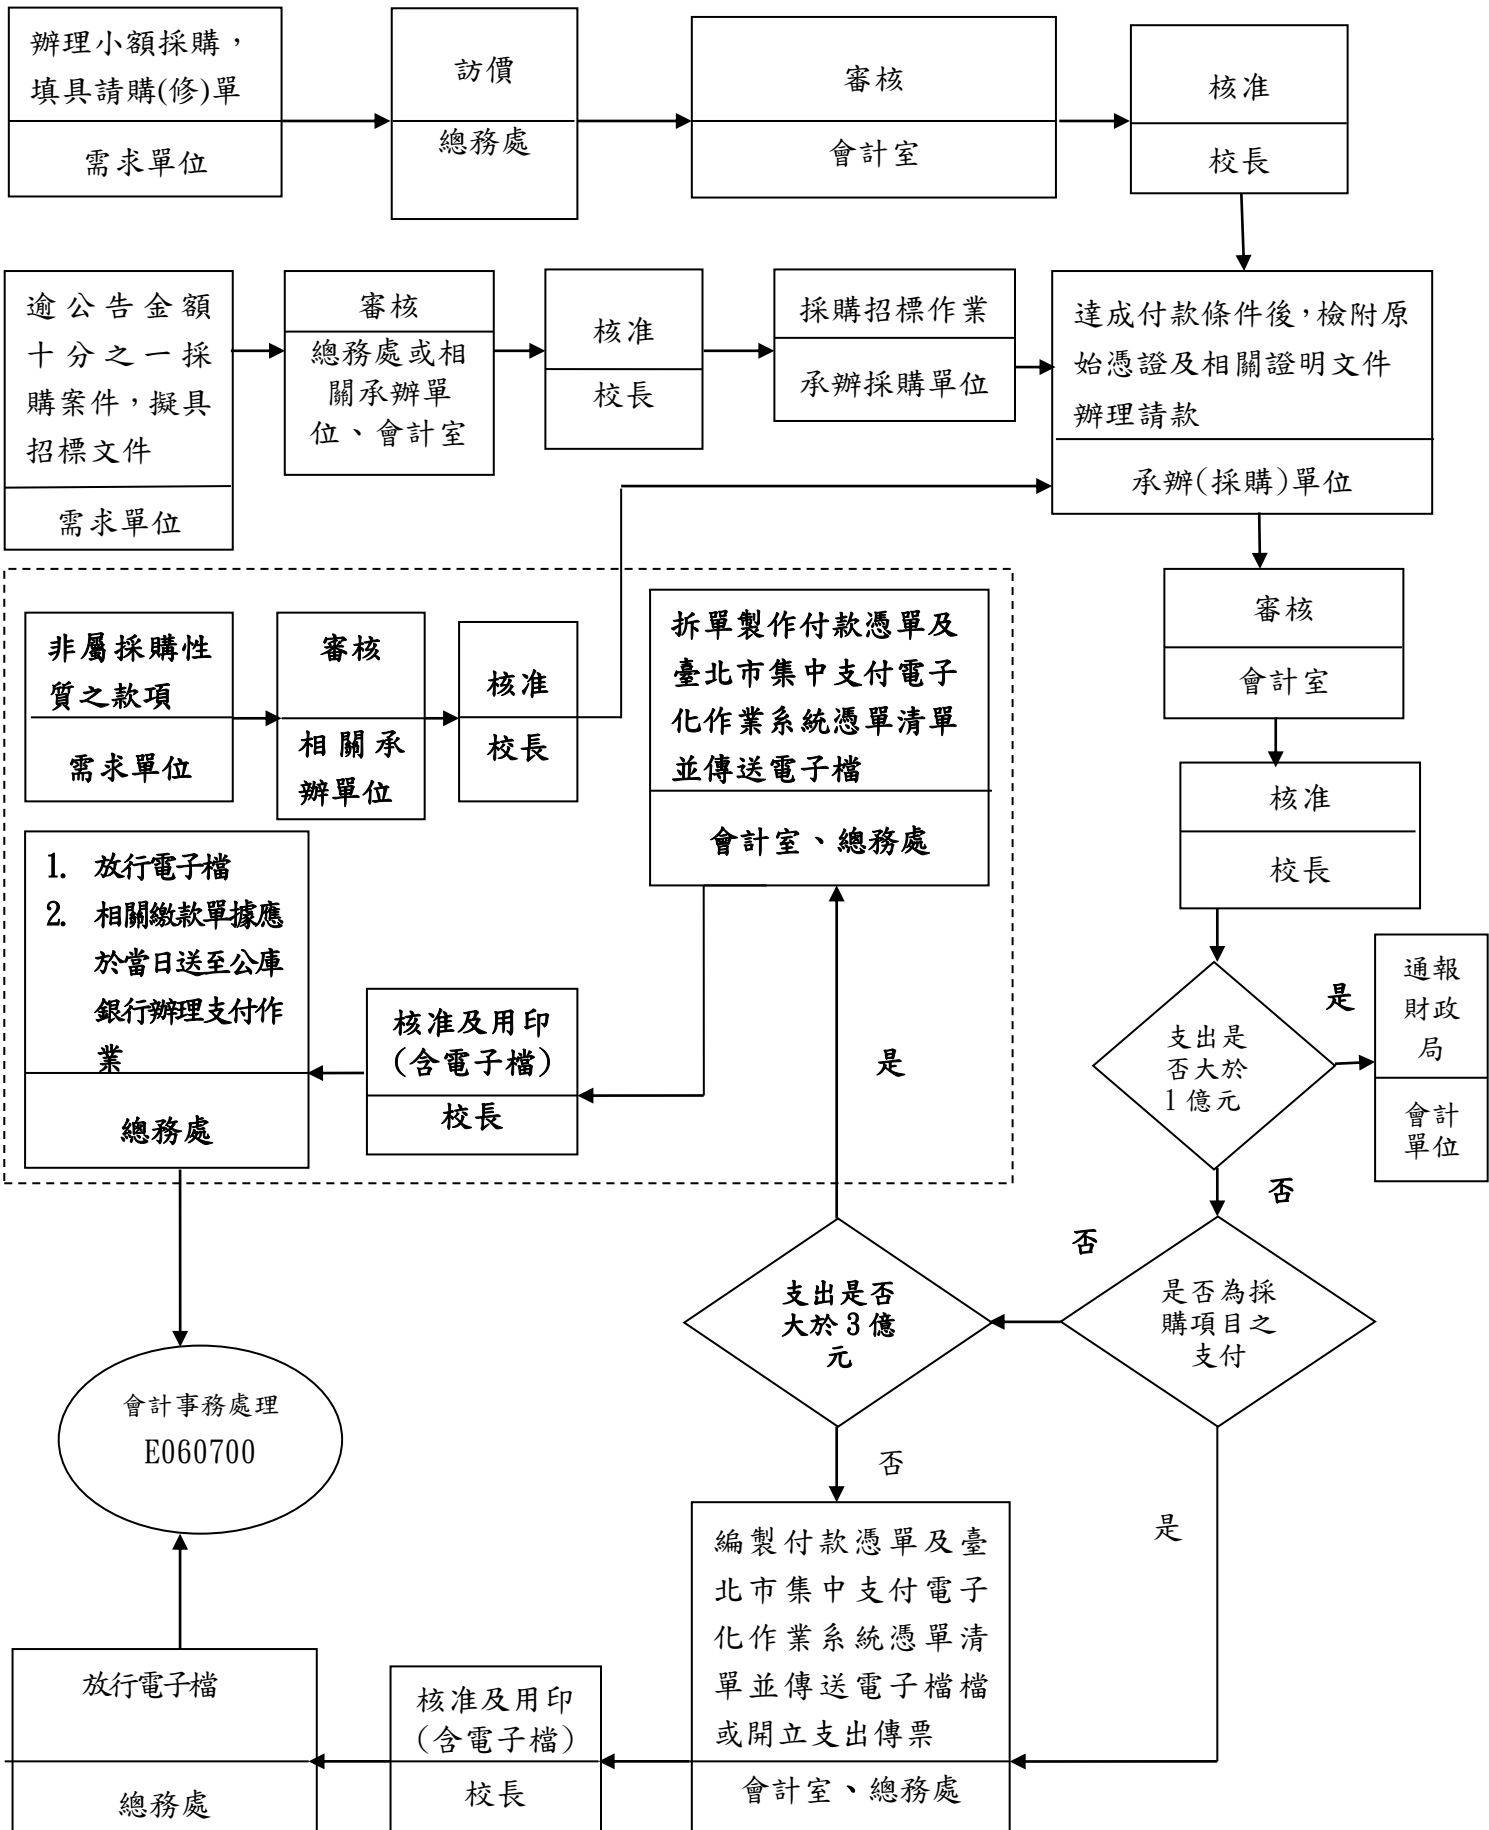 辦理小額採購，
填具請購(修)單
需求單位
訪價
總務處
審核
會計室
核准
校長
逾公告金額
十分之一採
購案件，擬具
招標文件
需求單位
審核
總務處或相
關承辦單
位、會計室
核准
校長
採購招標作業
承辦採購單位
達成付款條件後，檢附原
始憑證及相關證明文件
辦理請款
承辦(採購)單位
非屬採購性
質之款項
需求單位
審核
相關承
辦單位
核准
校長
拆單製作付款憑單及
臺北市集中支付電子
化作業系統憑單清單
並傳送電子檔
會計室、總務處
審核
會計室
核准
校長
1. 放行電子檔
2. 相關繳款單據應
於當日送至公庫
銀行辦理支付作
業
總務處
核准及用印
(含電子檔)
校長
是
支出是
否大於
1億元
是
通報
財政
局
會計
單位
否
否
支出是否
大於3億
元
是否為採
購項目之
支付
會計事務處理
E060700
否
是
編製付款憑單及臺
北市集中支付電子
化作業系統憑單清
單並傳送電子檔檔
或開立支出傳票
會計室、總務處
核准及用印
(含電子檔)
校長
放行電子檔
總務處